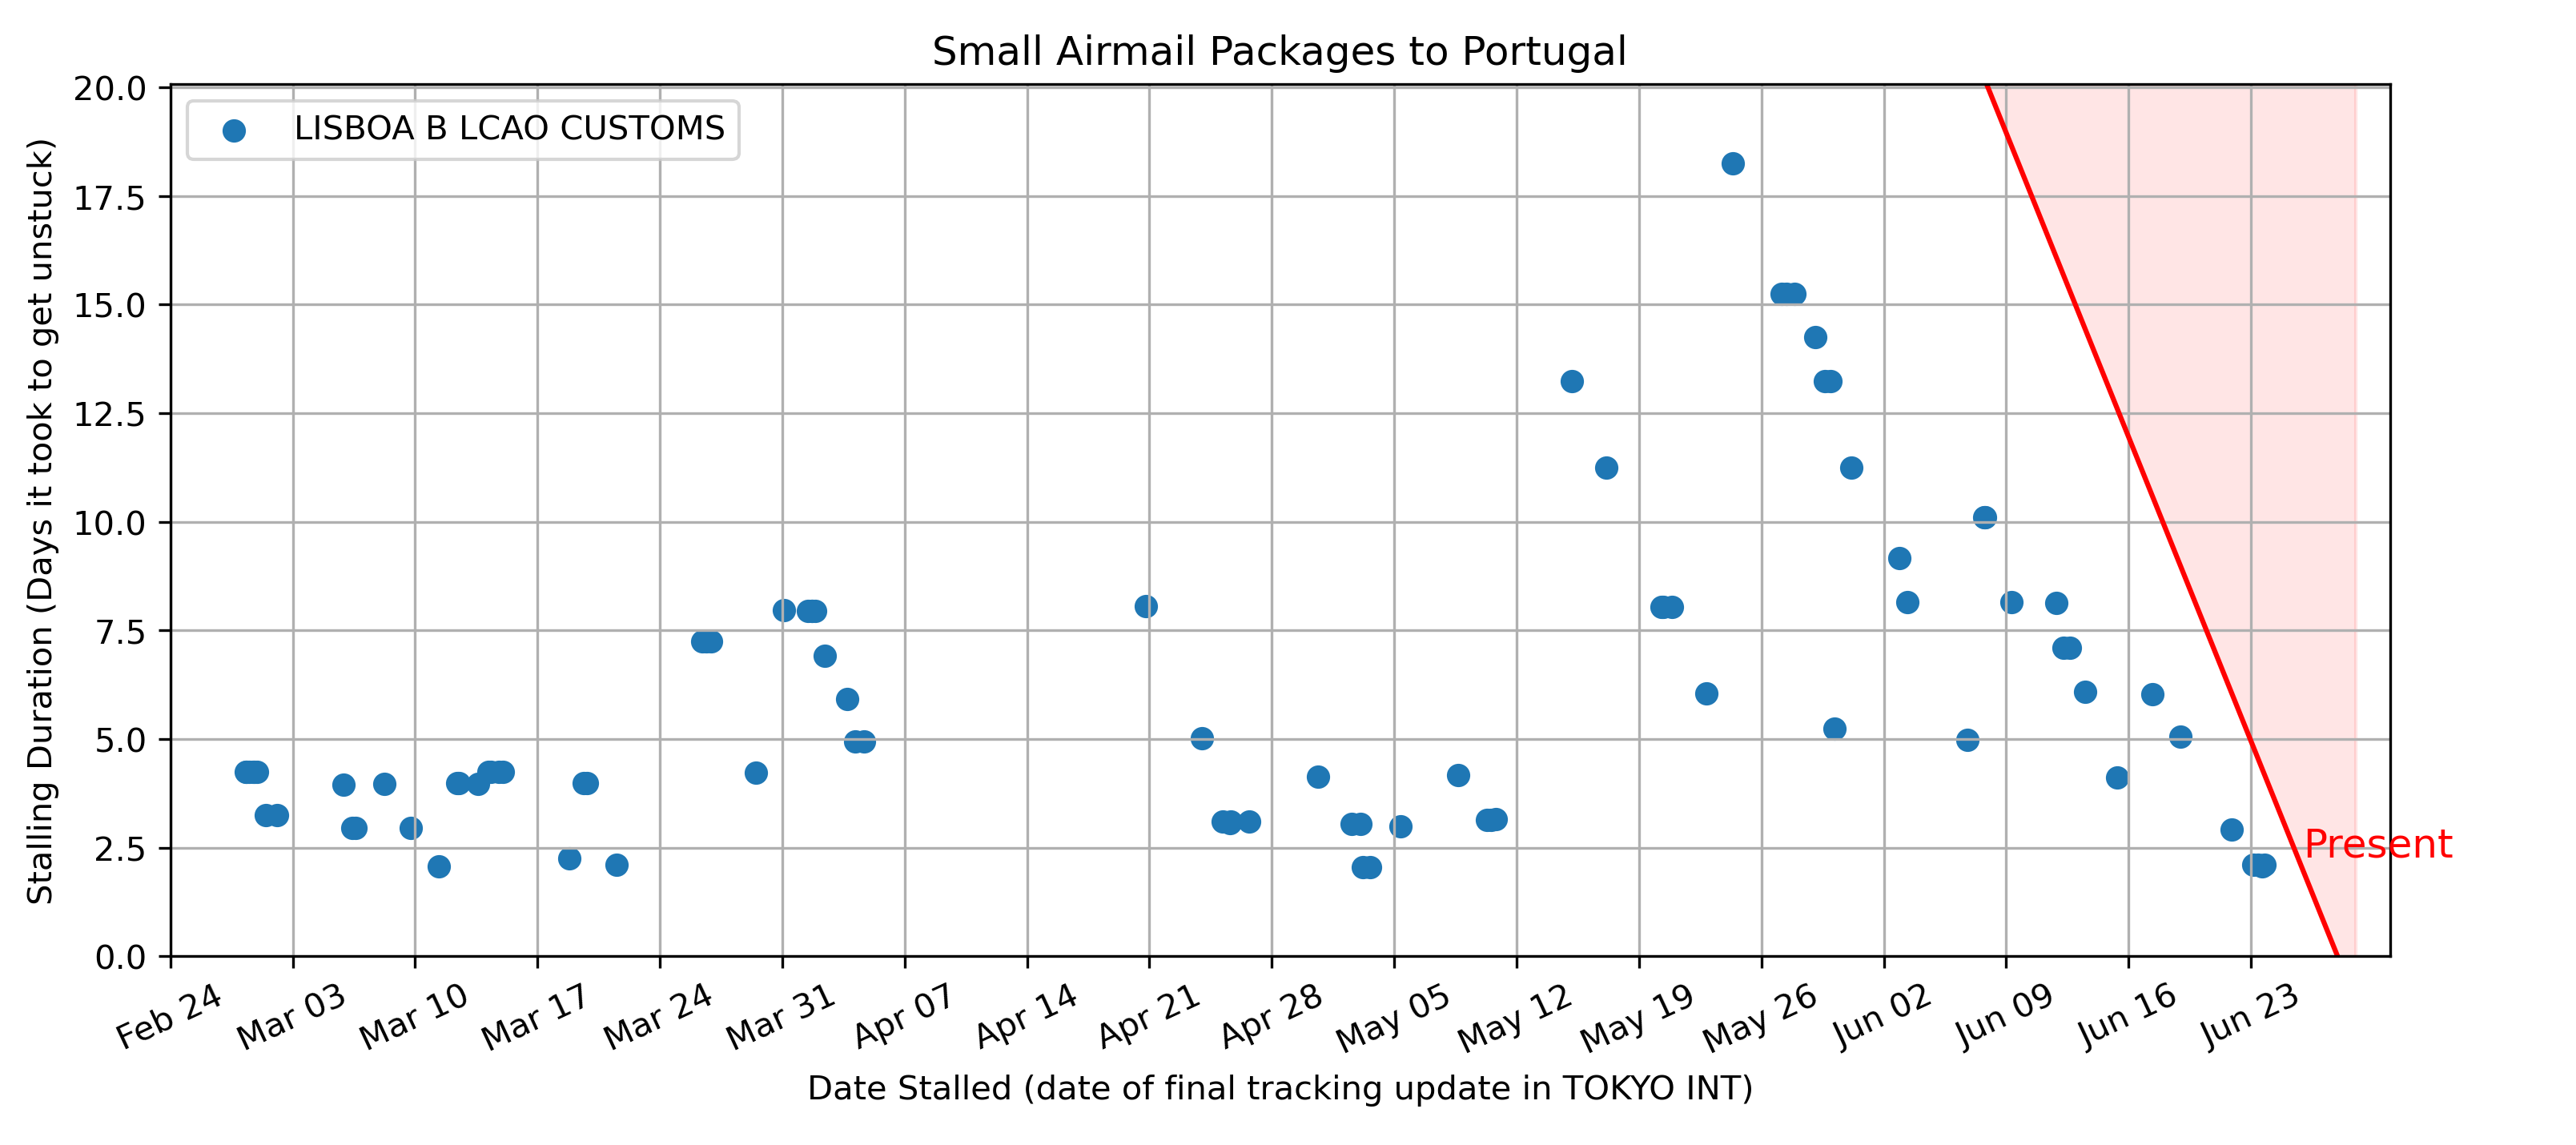 Small Airmail Packages to Portugal
LISBOA B LCAO CUSTOMS
Stalling Duration (Days it took to get unstuck)
20.0
17.5
15.0
12.5
10.0
7.5
5.0
2.5
0.0
Present
Feb 24
Mar 03
Mar 10
Mar 17
Mar 24
Mar 31
Apr 07
Apr 14
Apr 21
Apr 28
May 05
May 12
May 19
May 26
Jun 02
Jun 09
Jun 16
Jun 23
Date Stalled (date of final tracking update in TOKYO INT)